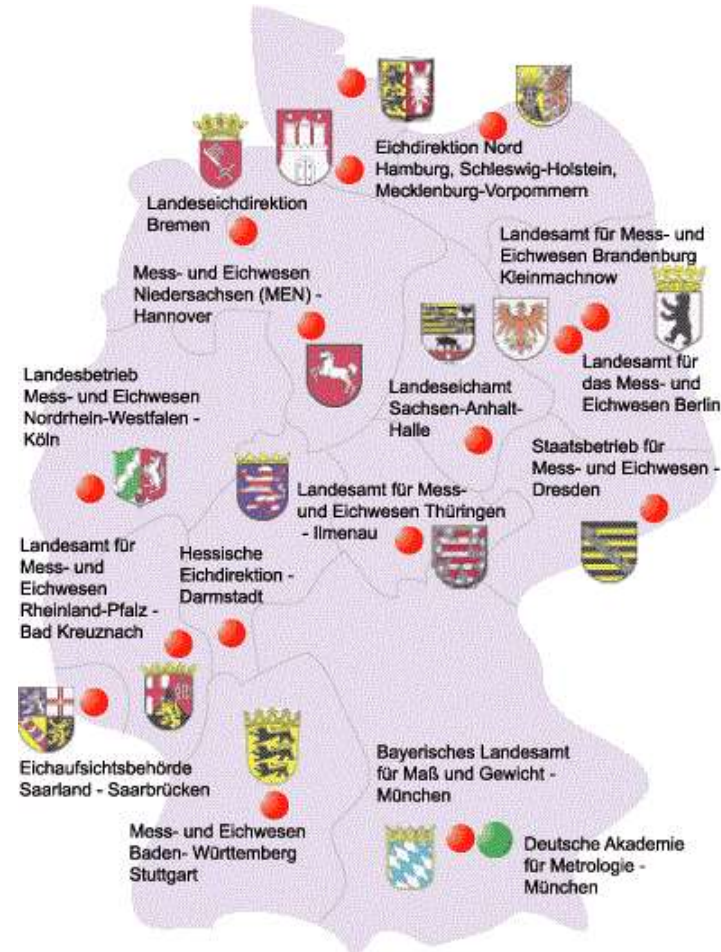 Eichdirektion Nord
Hamburg, Schleswig-Holstein,
Mecklenburg-Vorpommern
Landeseichdirektion
Bremen
Landesamt für Mess- und
Eichwesen Brandenburg
Kleinmachnow
Mess- und Eichwesen
Niedersachsen (MEN) -
Hannover
Landesamt für
das Mess- und
Eichwesen Berlin
Landesbetrieb
Mess- und Eichwesen
Nordrhein-Westfalen -
Köln
Landeseichamt
Sachsen-Anhalt-
Halle
Staatsbetrieb für
Mess- und Eichwesen -
Dresden
Landesamt für Mess-
und Eichwesen Thüringen
- Ilmenau
Landesamt für
Mess- und
Eichwesen
Rheinland-Pfalz -
Bad Kreuznach
Hessische
Eichdirektion -
Darmstadt
Eichaufsichtsbehörde
Saarland - Saarbrücken
Bayerisches Landesamt
für Maß und Gewicht -
München
Mess- und Eichwesen
Baden- Württemberg
Stuttgart
Deutsche Akademie
für Metrologie -
München